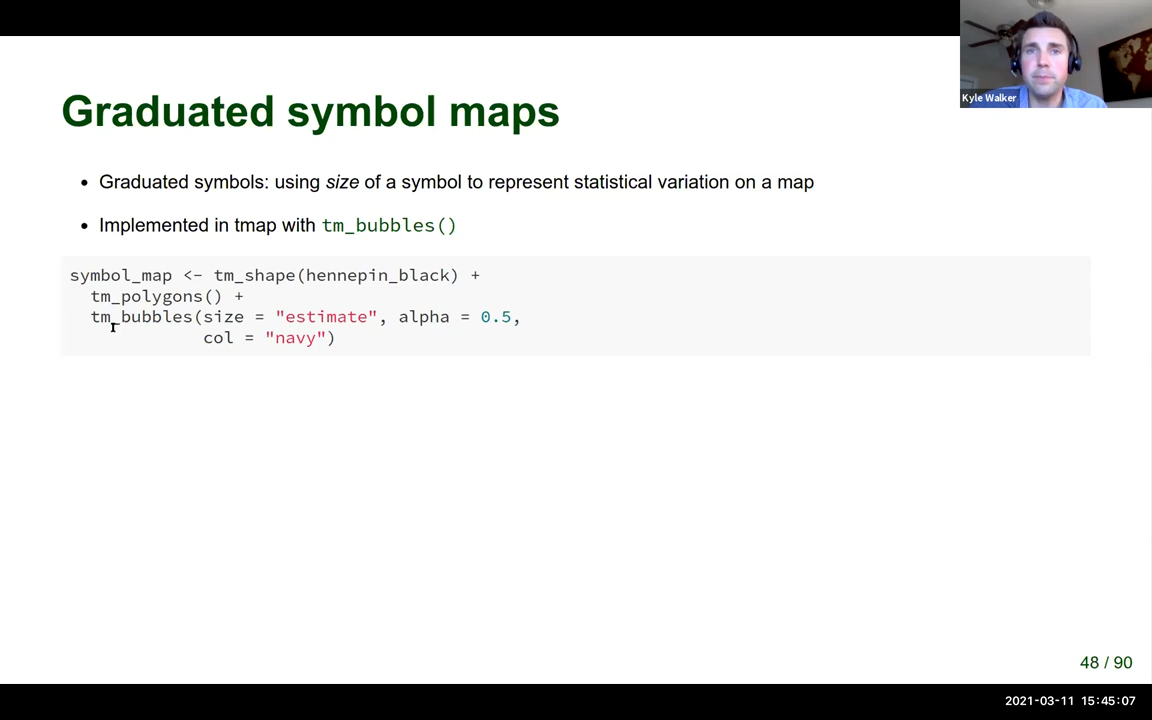 Kyle Walker
Graduated symbol maps
• Graduated symbols: using size of a symbol to represent statistical variation on a map
• Implemented in tmap with tm_bubbles()
symbol_map <- tm_shape(hennepin_black) +
  tm_polygons() +
  tm_bubbles(size = "estimate", alpha = 0.5,
             col = "navy")
48 / 90
2021-03-11 15:45:07